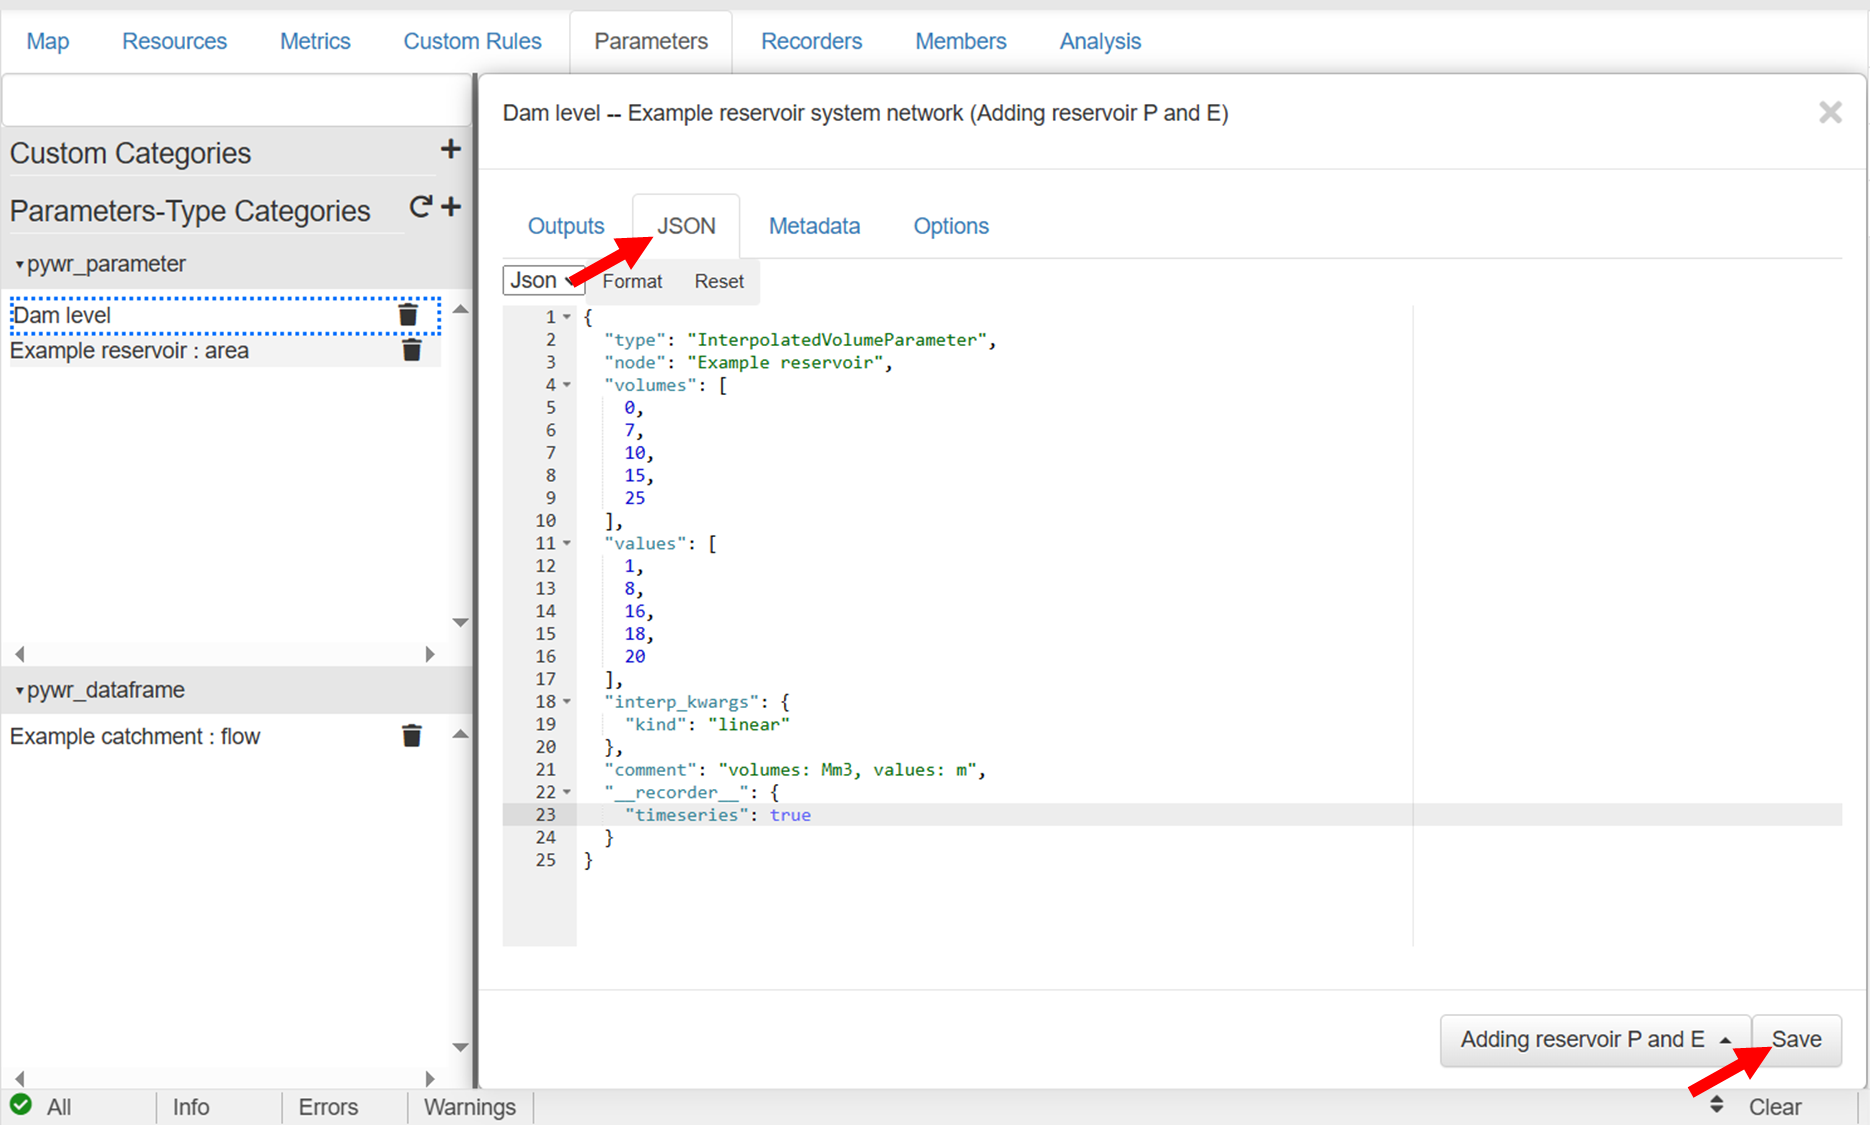 Map Resources Metrics Custom Rules Parameters Recorders Members Analysis
Custom Categories +
Parameters-Type Categories +
pywr_parameter
Dam level
Example reservoir : area
pywr_dataframe
Example catchment : flow
Dam level -- Example reservoir system network (Adding reservoir P and E)
Outputs JSON Metadata Options
Json Format Reset
1 {
2 "type": "InterpolatedVolumeParameter",
3 "node": "Example reservoir",
4 "volumes": [
5 0,
6 7,
7 10,
8 15,
9 25
10 ],
11 "values": [
12 1,
13 8,
14 16,
15 18,
16 20
17 ],
18 "interp_kwargs": {
19 "kind": "linear"
20 },
21 "comment": "volumes: Mm3, values: m",
22 "__recorder__": {
23 "timeseries": true
24 }
25 }
Adding reservoir P and E Save
All Info Errors Warnings Clear